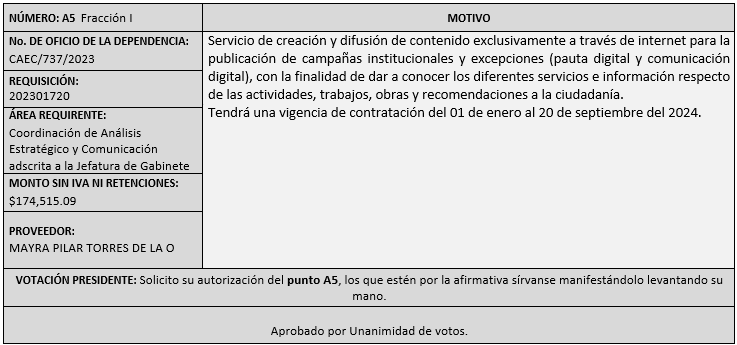 NÚMERO: A5 Fracción I
MOTIVO
No. DE OFICIO DE LA DEPENDENCIA:
CAEC/737/2023
REQUISICIÓN:
202301720
ÁREA REQUIRENTE:
Coordinación de Análisis
Estratégico y Comunicación
adscrita a la Jefatura de Gabinete
MONTO SIN IVA NI RETENCIONES:
$174,515.09
PROVEEDOR:
MAYRA PILAR TORRES DE LA O
Servicio de creación y difusión de contenido exclusivamente a través de internet para la
publicación de campañas institucionales y excepciones (pauta digital y comunicación
digital), con la finalidad de dar a conocer los diferentes servicios e información respecto
de las actividades, trabajos, obras y recomendaciones a la ciudadanía.
Tendrá una vigencia de contratación del 01 de enero al 20 de septiembre del 2024.
VOTACIÓN PRESIDENTE: Solicito su autorización del punto A5, los que estén por la afirmativa sírvanse manifestándolo levantando su
mano.
Aprobado por Unanimidad de votos.